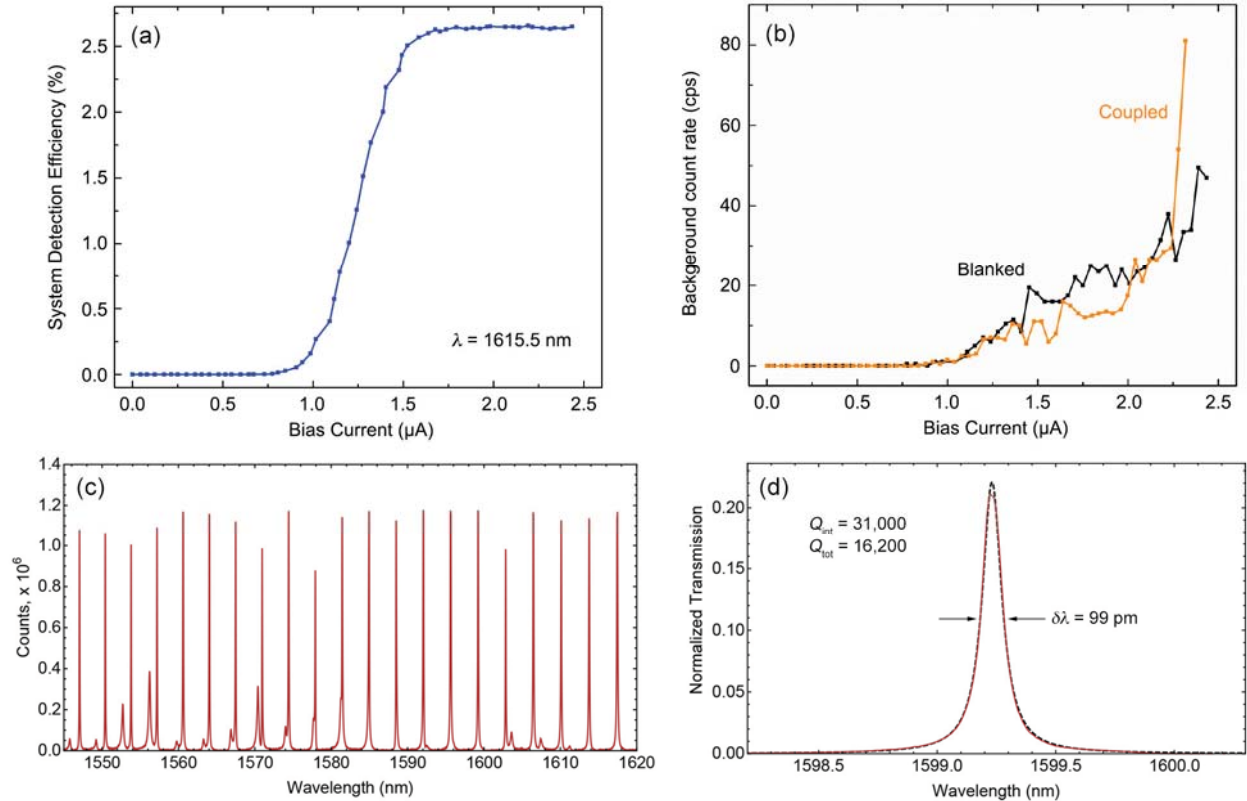 (a)
System Detection Efficiency (%)
2.5
2.0
1.5
1.0
0.5
0.0
λ = 1615.5 nm
0.0 0.5 1.0 1.5 2.0 2.5
Bias Current (µA)
(b)
Backeground count rate (cps)
80
60
40
20
0
Coupled
Blanked
0.0 0.5 1.0 1.5 2.0 2.5
Bias Current (µA)
(c)
Counts, x 10⁶
1.4
1.2
1.0
0.8
0.6
0.4
0.2
0.0
1550 1560 1570 1580 1590 1600 1610 1620
Wavelength (nm)
(d)
Normalized Transmission
0.20
0.15
0.10
0.05
0.00
Qint = 31,000
Qtot = 16,200
δλ = 99 pm
1598.5 1599.0 1599.5 1600.0
Wavelength (nm)